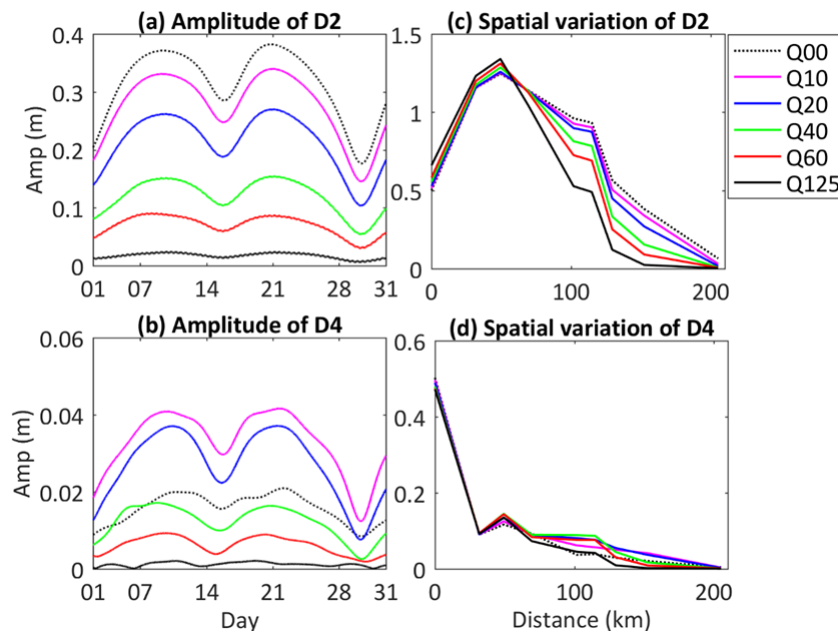 (a) Amplitude of D2
0.4
0.3
0.2
0.1
0
Amp (m)
01 07 14 21 28 31
(c) Spatial variation of D2
1.5
1
0.5
0
0 100 200
Q00
Q10
Q20
Q40
Q60
Q125
(b) Amplitude of D4
0.06
0.04
0.02
0
Amp (m)
01 07 14 21 28 31
Day
(d) Spatial variation of D4
0.6
0.4
0.2
0
0 100 200
Distance (km)